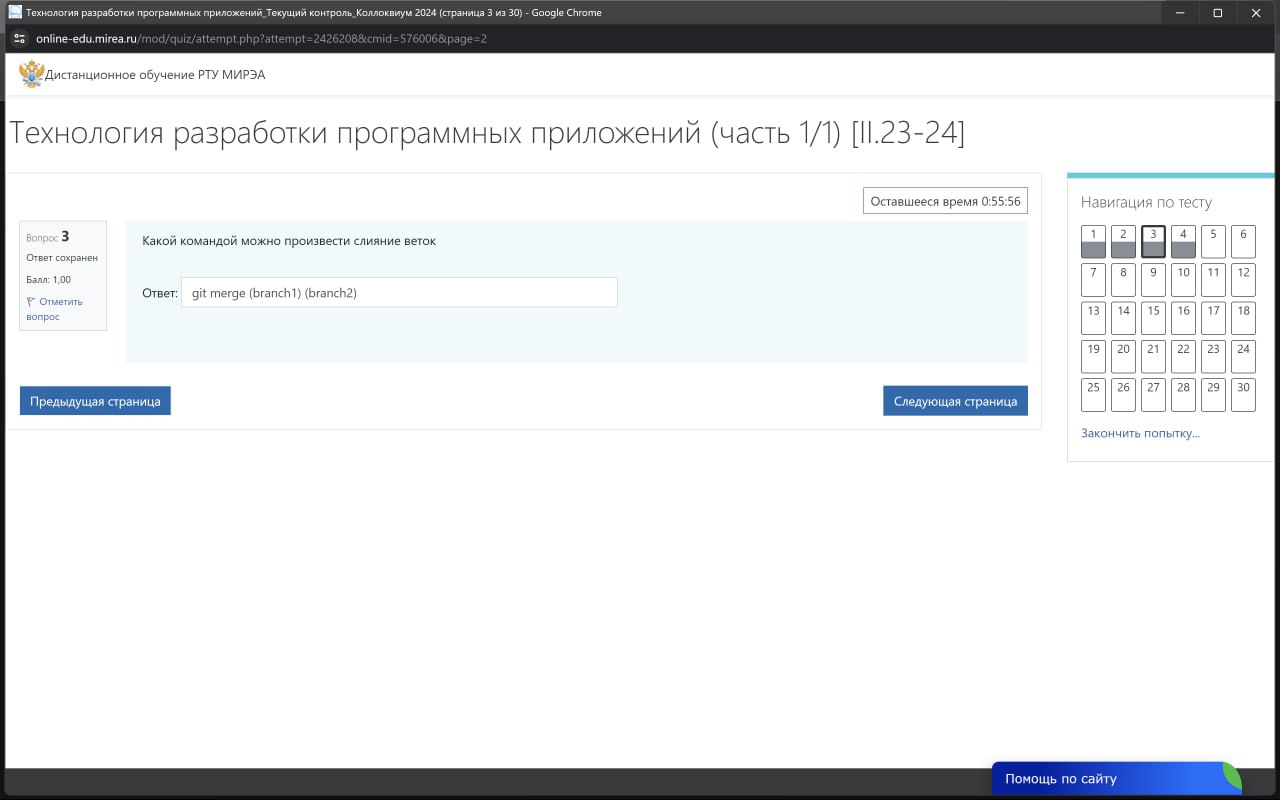 Технология разработки программных приложений_Текущий контроль_Коллоквиум 2024 (страница 3 из 30) - Google Chrome
online-edu.mirea.ru/mod/quiz/attempt.php?attempt=2426208&cmid=576006&page=2
Дистанционное обучение РТУ МИРЭА
Технология разработки программных приложений (часть 1/1) [II.23-24]
Оставшееся время 0:55:56
Вопрос 3
Ответ сохранен
Балл: 1,00
Отметить
вопрос
Какой командой можно произвести слияние веток
Ответ: git merge (branch1) (branch2)
Предыдущая страница
Следующая страница
Навигация по тесту
1 2 3 4 5 6
7 8 9 10 11 12
13 14 15 16 17 18
19 20 21 22 23 24
25 26 27 28 29 30
Закончить попытку...
Помощь по сайту